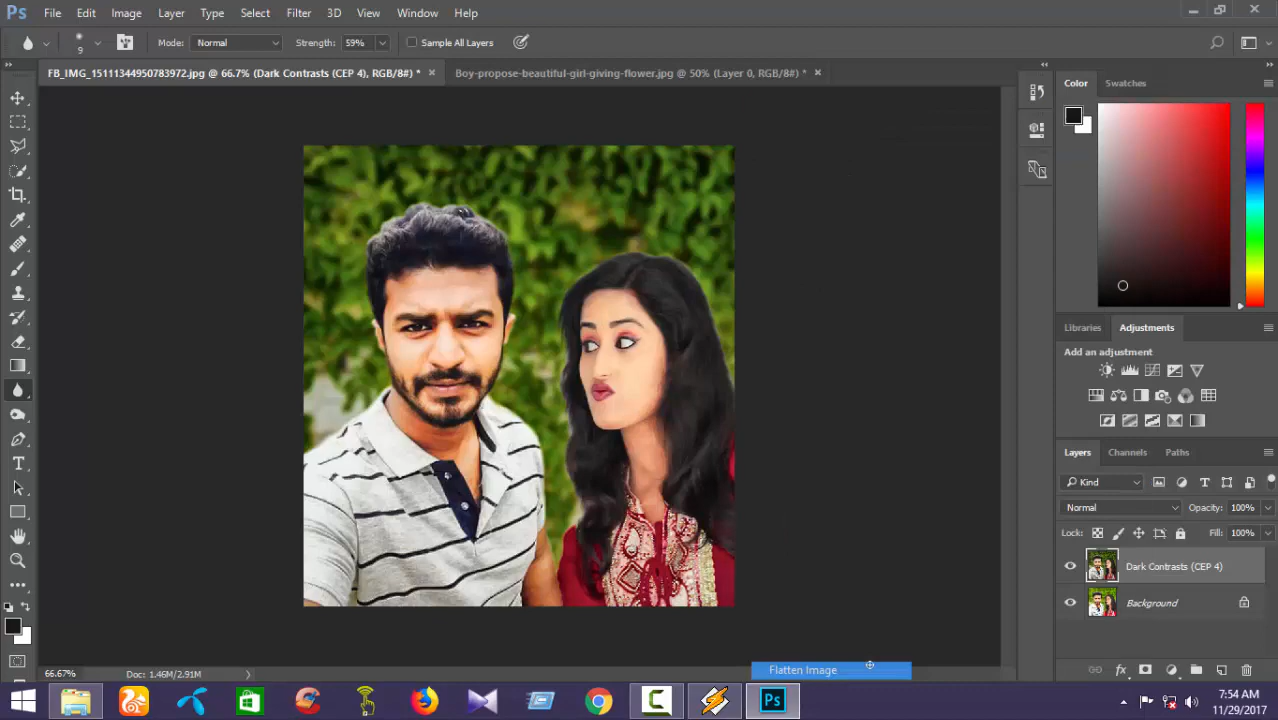 Ps File Edit Image Layer Type Select Filter 3D View Window Help
9 Mode: Normal Strength: 59% Sample All Layers
FB_IMG_15111344950783972.jpg @ 66.7% (Dark Contrasts (CEP 4), RGB/8#) * × Boy-propose-beautiful-girl-giving-flower.jpg @ 50% (Layer 0, RGB/8#) * ×
Color Swatches
Libraries Adjustments
Add an adjustment
Layers Channels Paths
Kind
Normal Opacity: 100%
Lock: Fill: 100%
Dark Contrasts (CEP 4)
Background
66.67% Doc: 1.46M/2.91M
Flatten Image
Ps
7:54 AM
11/29/2017